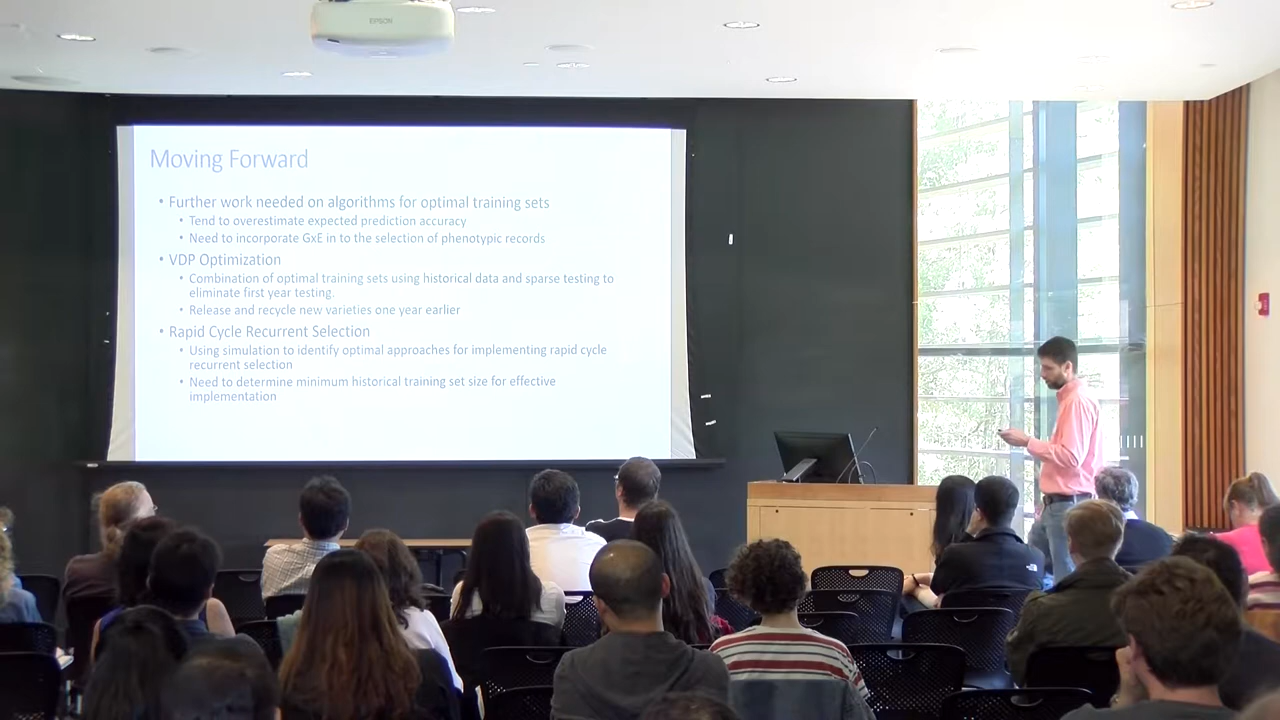 EPSON
Moving Forward
• Further work needed on algorithms for optimal training sets
• Tend to overestimate expected prediction accuracy
• Need to incorporate GxE in to the selection of phenotypic records
• VDP Optimization
• Combination of optimal training sets using historical data and sparse testing to
eliminate first year testing.
• Release and recycle new varieties one year earlier
• Rapid Cycle Recurrent Selection
• Using simulation to identify optimal approaches for implementing rapid cycle
recurrent selection
• Need to determine minimum historical training set size for effective
implementation